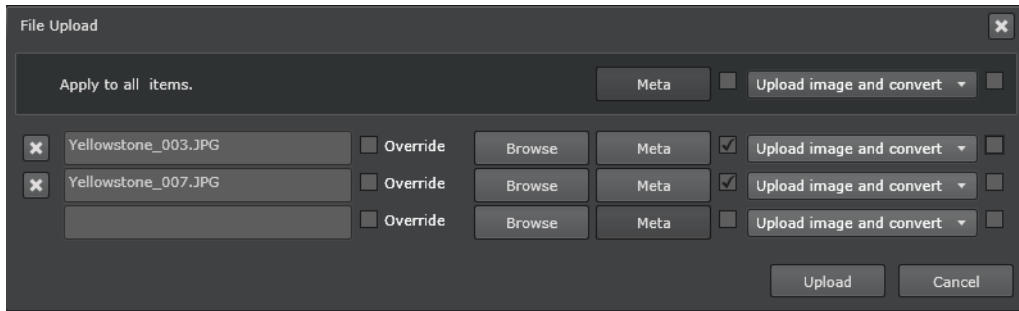 File Upload
Apply to all items. Meta Upload image and convert
Yellowstone_003.JPG Override Browse Meta Upload image and convert
Yellowstone_007.JPG Override Browse Meta Upload image and convert
Override Browse Meta Upload image and convert
Upload Cancel